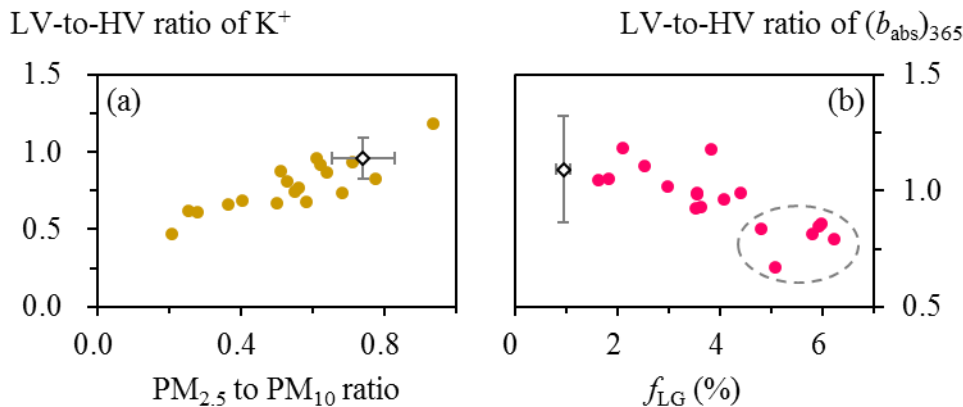 LV-to-HV ratio of K⁺
LV-to-HV ratio of (b_abs)₃₆₅
1.5
1.0
0.5
0.0
(a)
0.0
0.4
0.8
PM₂.₅ to PM₁₀ ratio
(b)
1.5
1.0
0.5
0
2
4
6
f_LG (%)